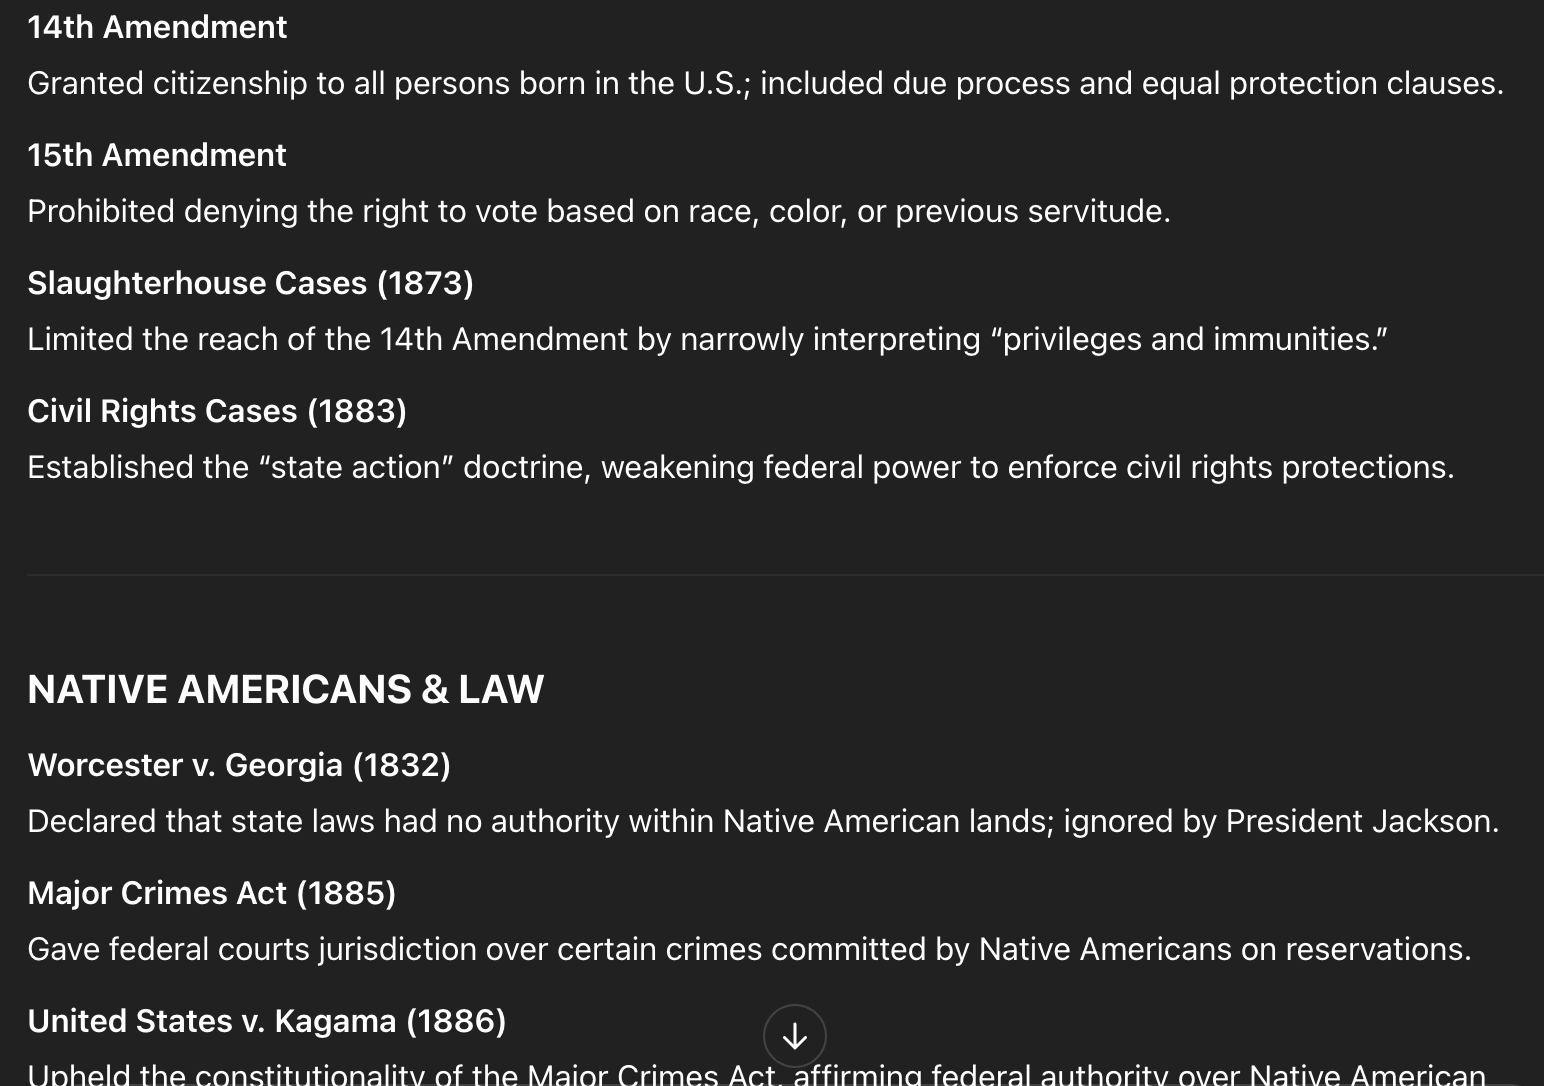 14th Amendment
Granted citizenship to all persons born in the U.S.; included due process and equal protection clauses.
15th Amendment
Prohibited denying the right to vote based on race, color, or previous servitude.
Slaughterhouse Cases (1873)
Limited the reach of the 14th Amendment by narrowly interpreting “privileges and immunities.”
Civil Rights Cases (1883)
Established the “state action” doctrine, weakening federal power to enforce civil rights protections.
NATIVE AMERICANS & LAW
Worcester v. Georgia (1832)
Declared that state laws had no authority within Native American lands; ignored by President Jackson.
Major Crimes Act (1885)
Gave federal courts jurisdiction over certain crimes committed by Native Americans on reservations.
United States v. Kagama (1886)
Upheld the constitutionality of the Major Crimes Act, affirming federal authority over Native American